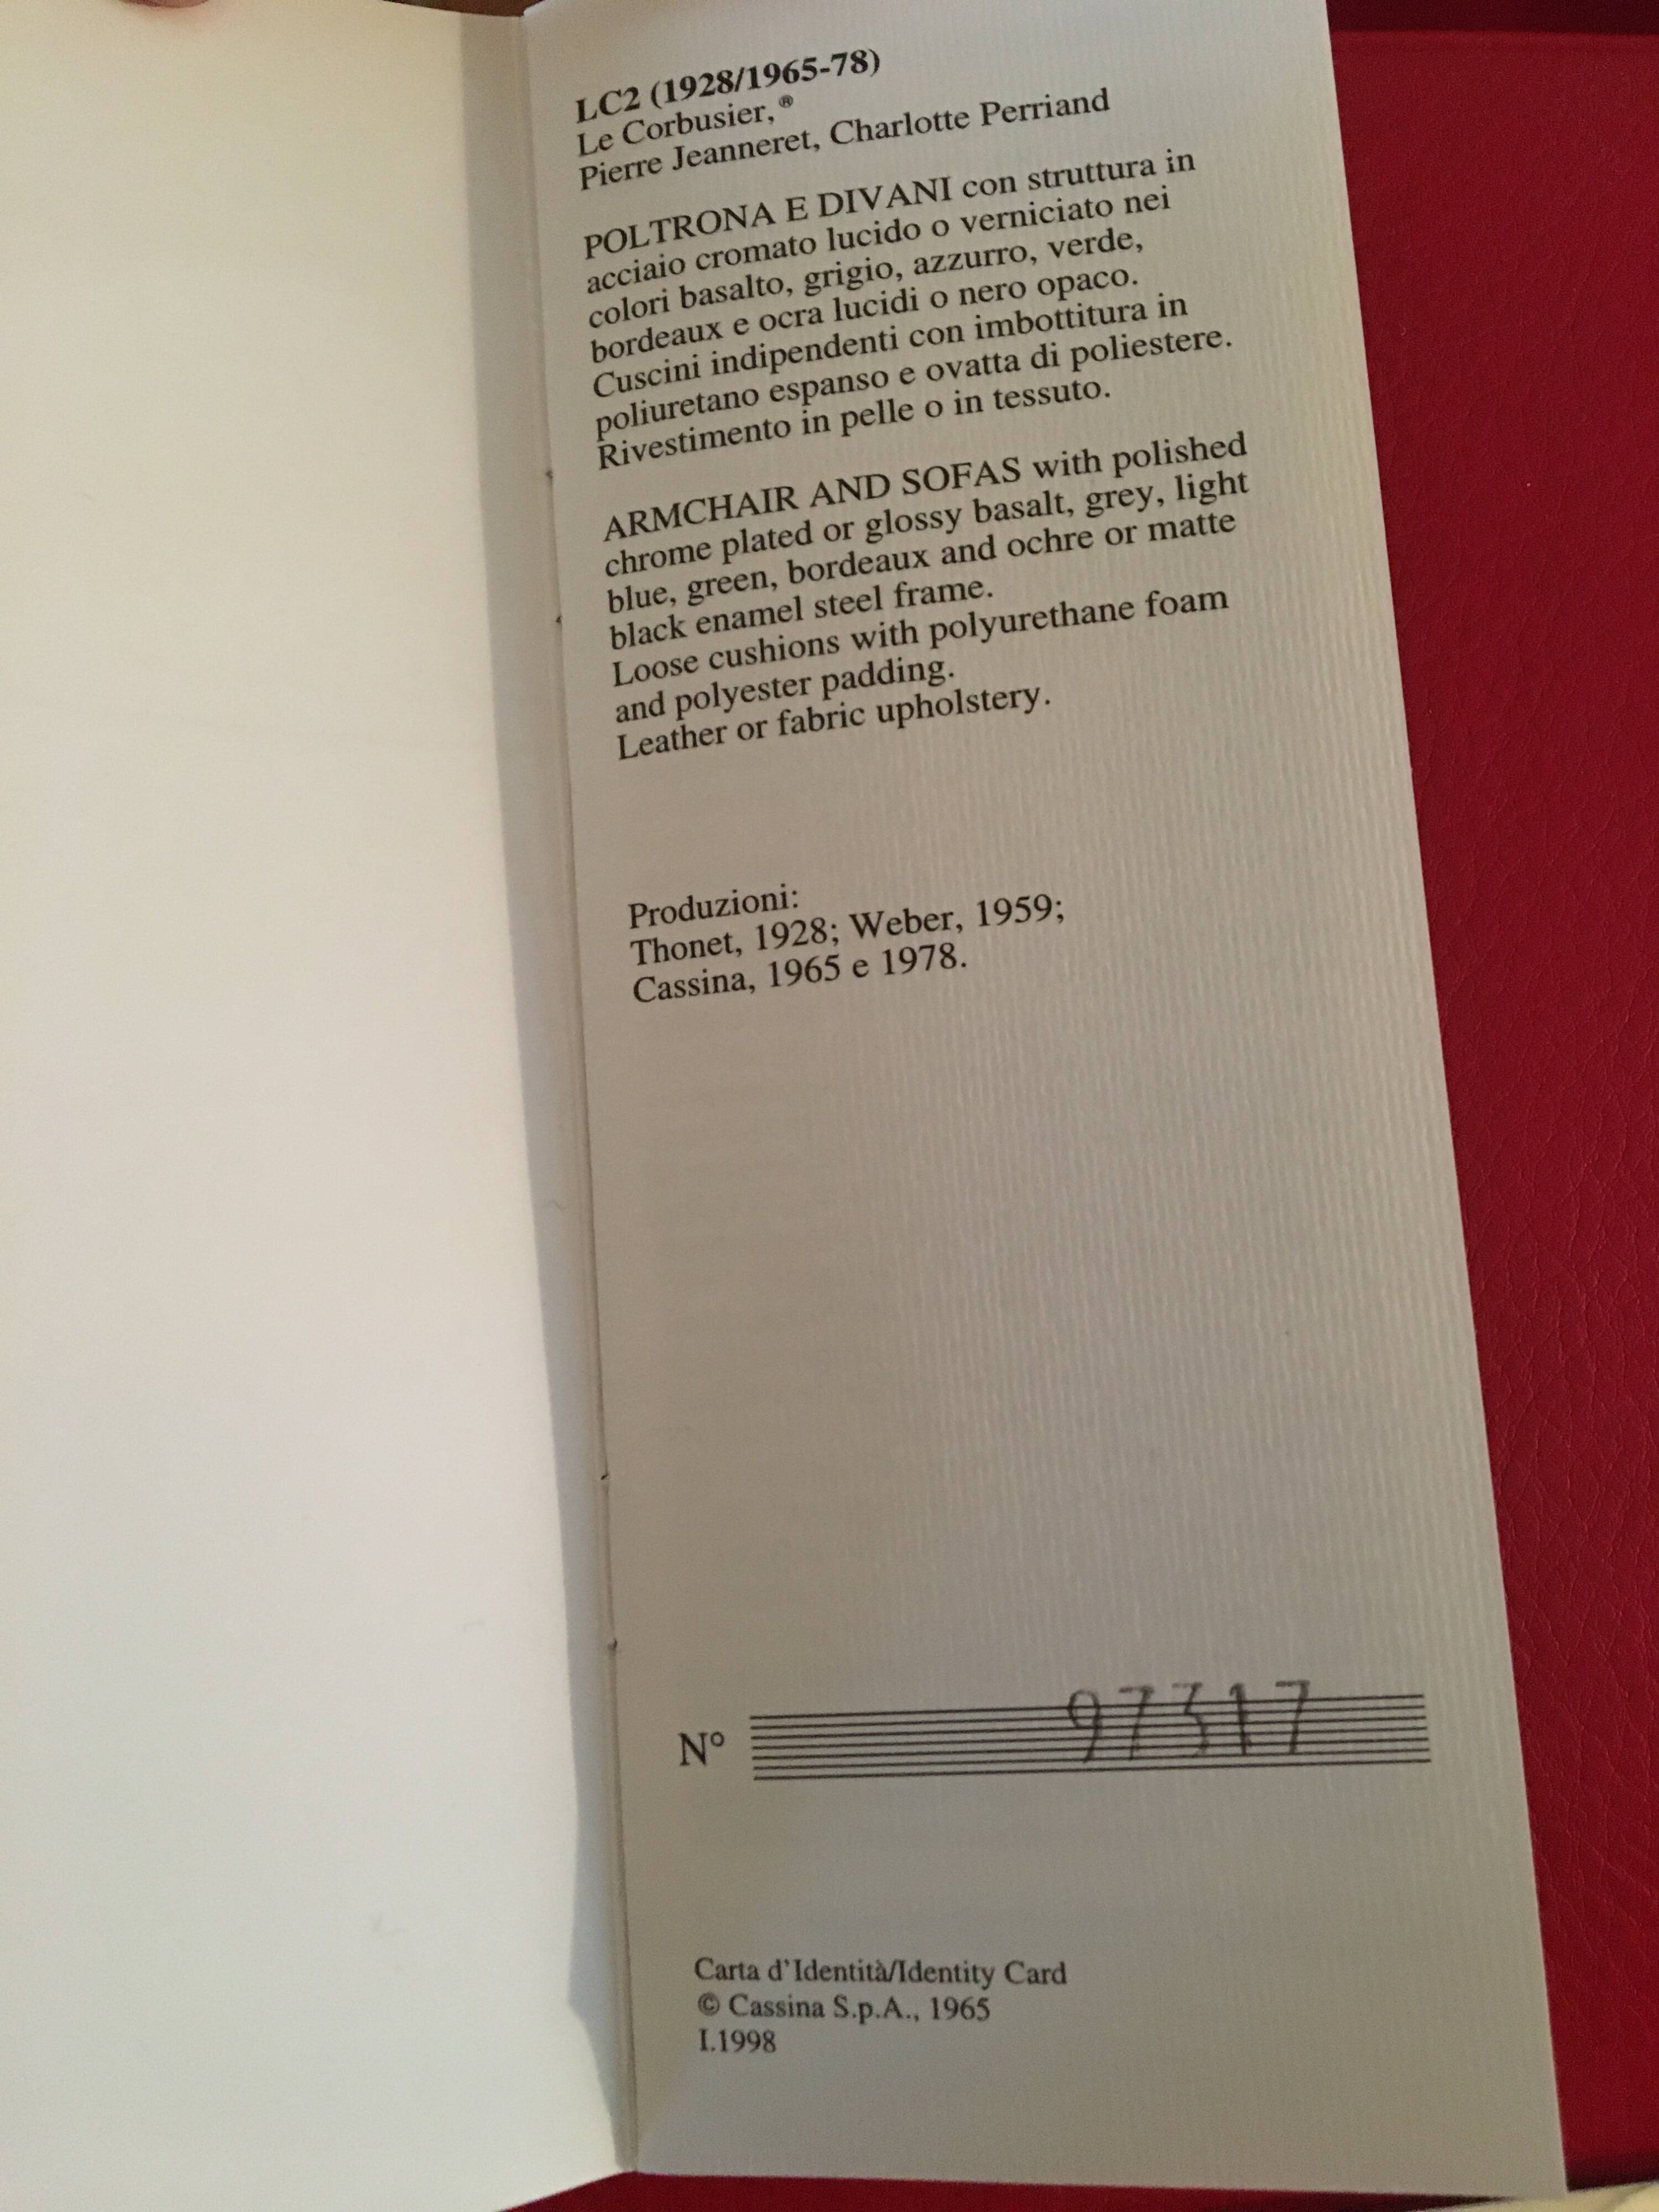 LC2 (1928/1965-78)
Le Corbusier,®
Pierre Jeanneret, Charlotte Perriand
POLTRONA E DIVANI con struttura in
acciaio cromato lucido o verniciato nei
colori basalto, grigio, azzurro, verde,
bordeaux e ocra lucidi o nero opaco.
Cuscini indipendenti con imbottitura in
poliuretano espanso e ovatta di poliestere.
Rivestimento in pelle o in tessuto.
ARMCHAIR AND SOFAS with polished
chrome plated or glossy basalt, grey, light
blue, green, bordeaux and ochre or matte
black enamel steel frame.
Loose cushions with polyurethane foam
and polyester padding.
Leather or fabric upholstery.
Produzioni:
Thonet, 1928; Weber, 1959;
Cassina, 1965 e 1978.
N° 97317
Carta d'Identità/Identity Card
© Cassina S.p.A., 1965
I.1998